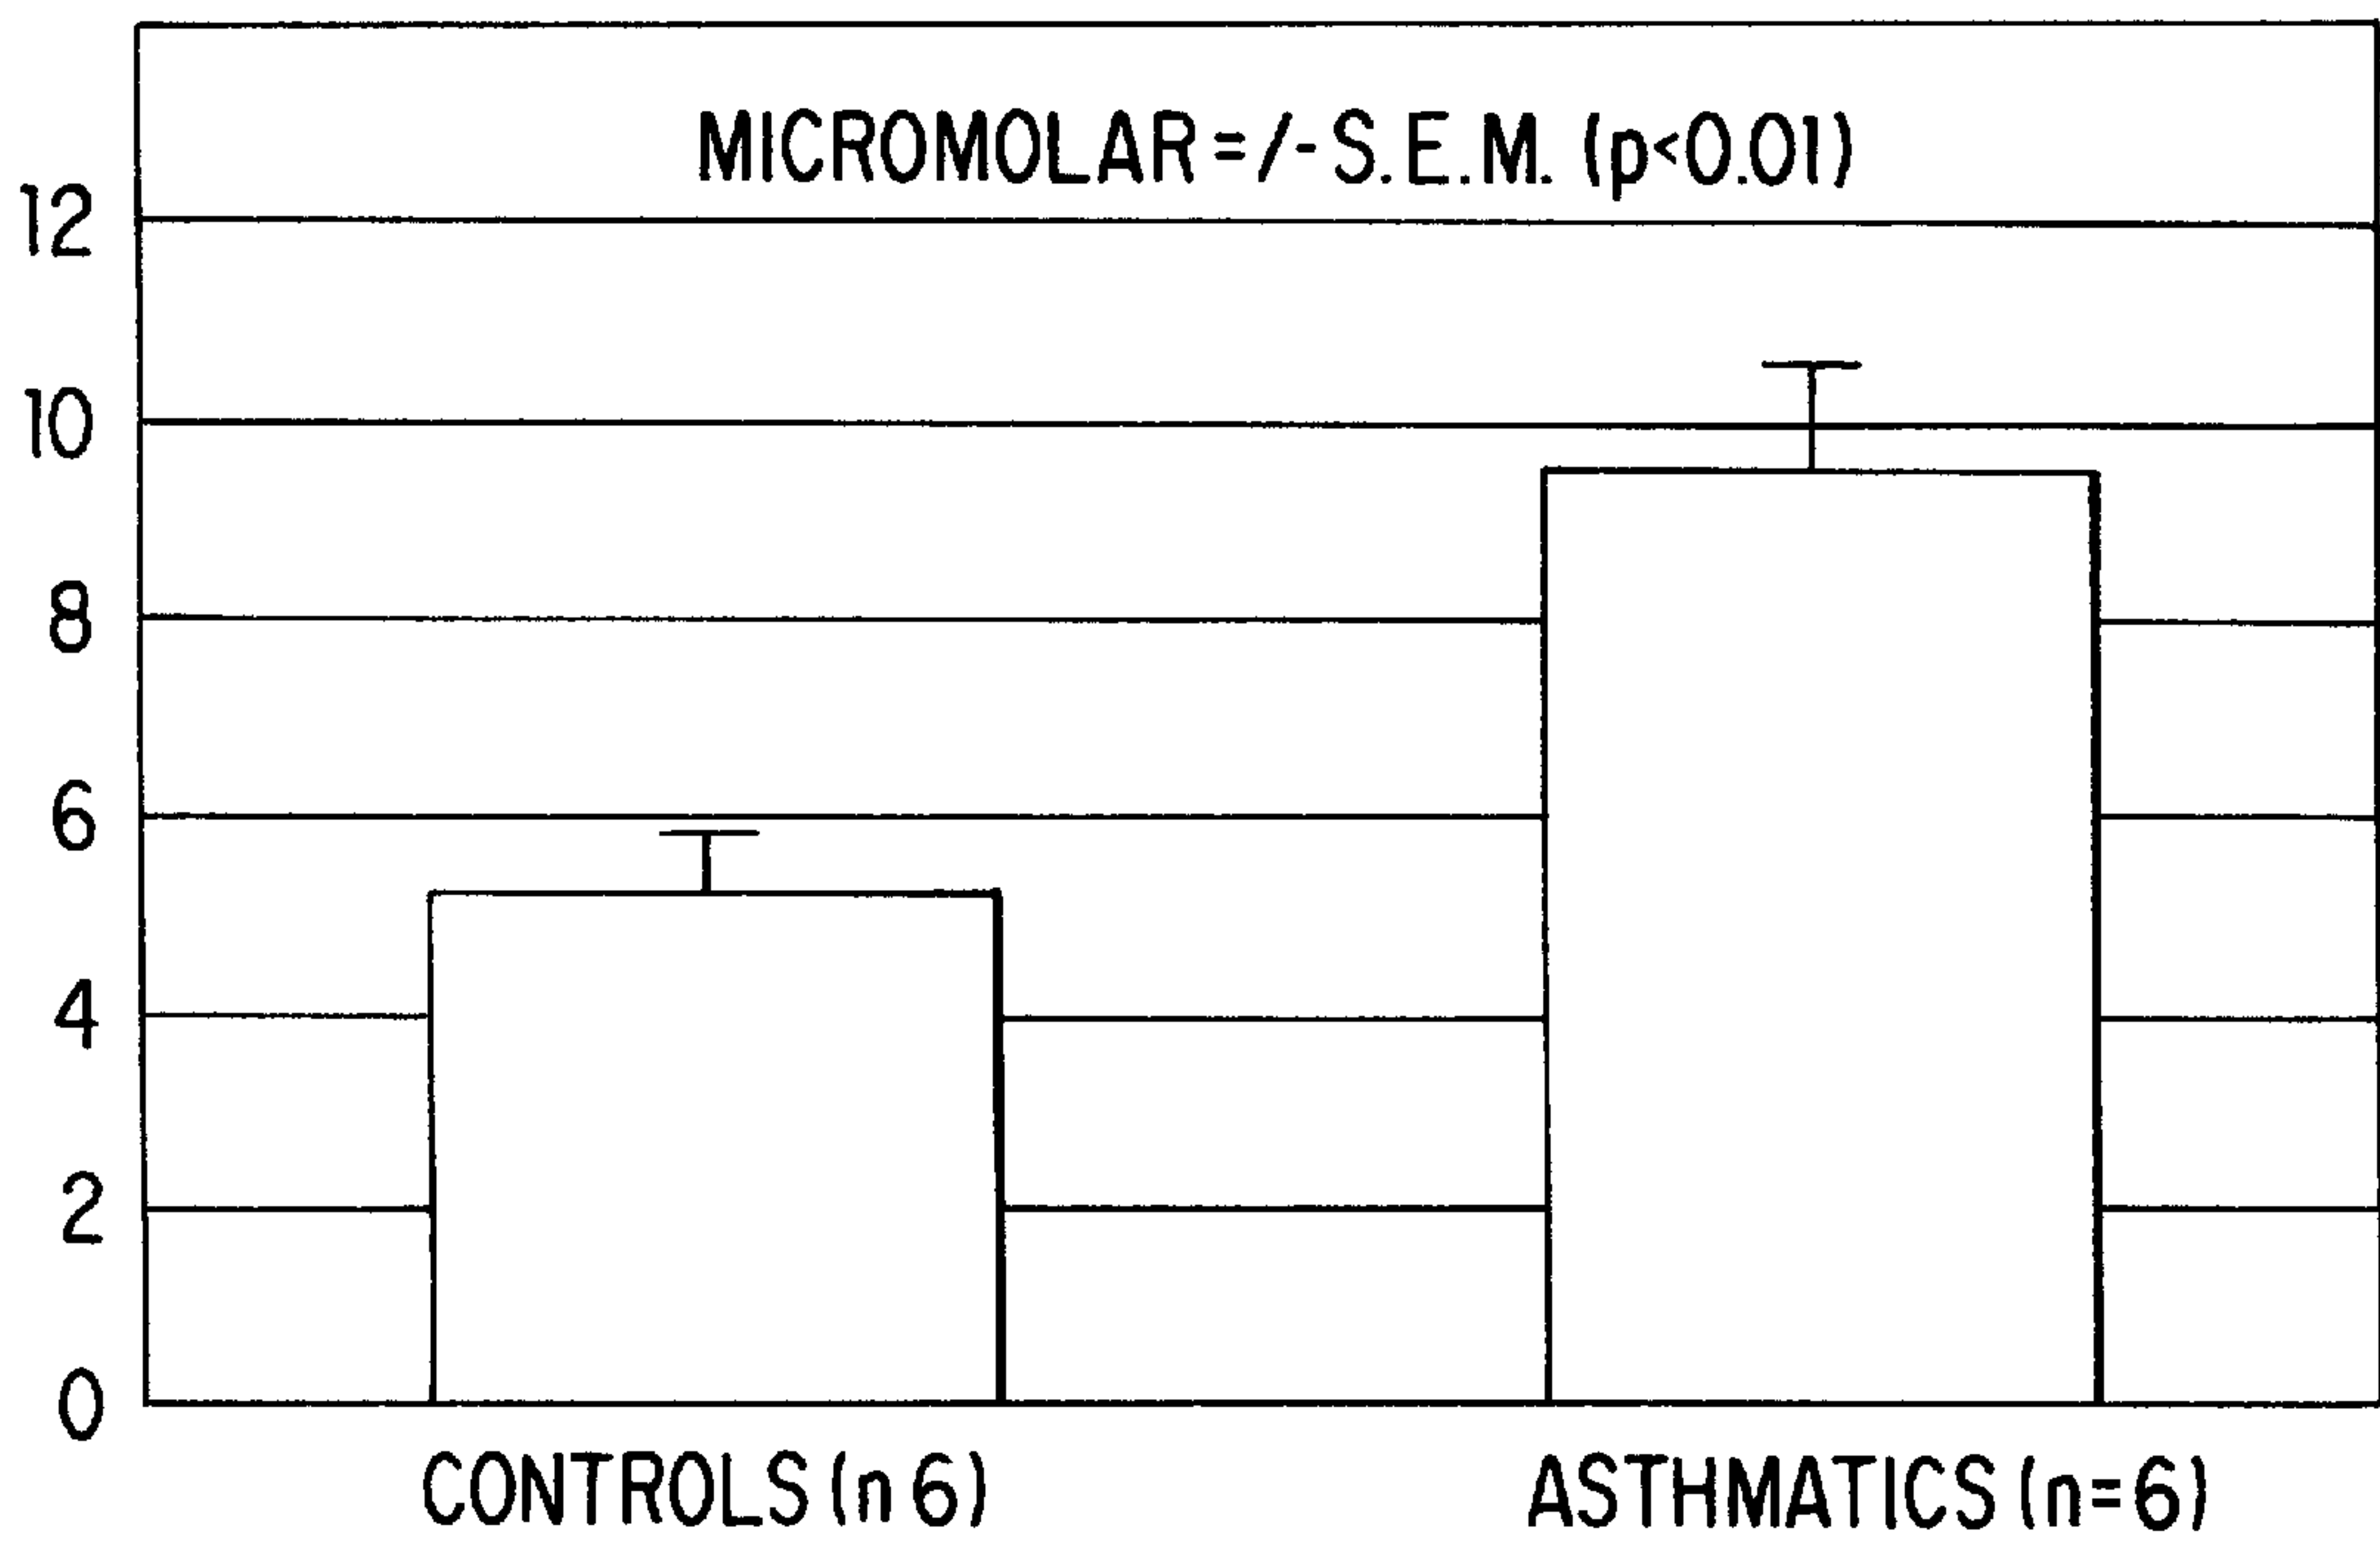 MICROMOLAR =/- S.E.M. (p<0.01)
12
10
8
6
4
2
0
CONTROLS (n 6)
ASTHMATICS (n=6)